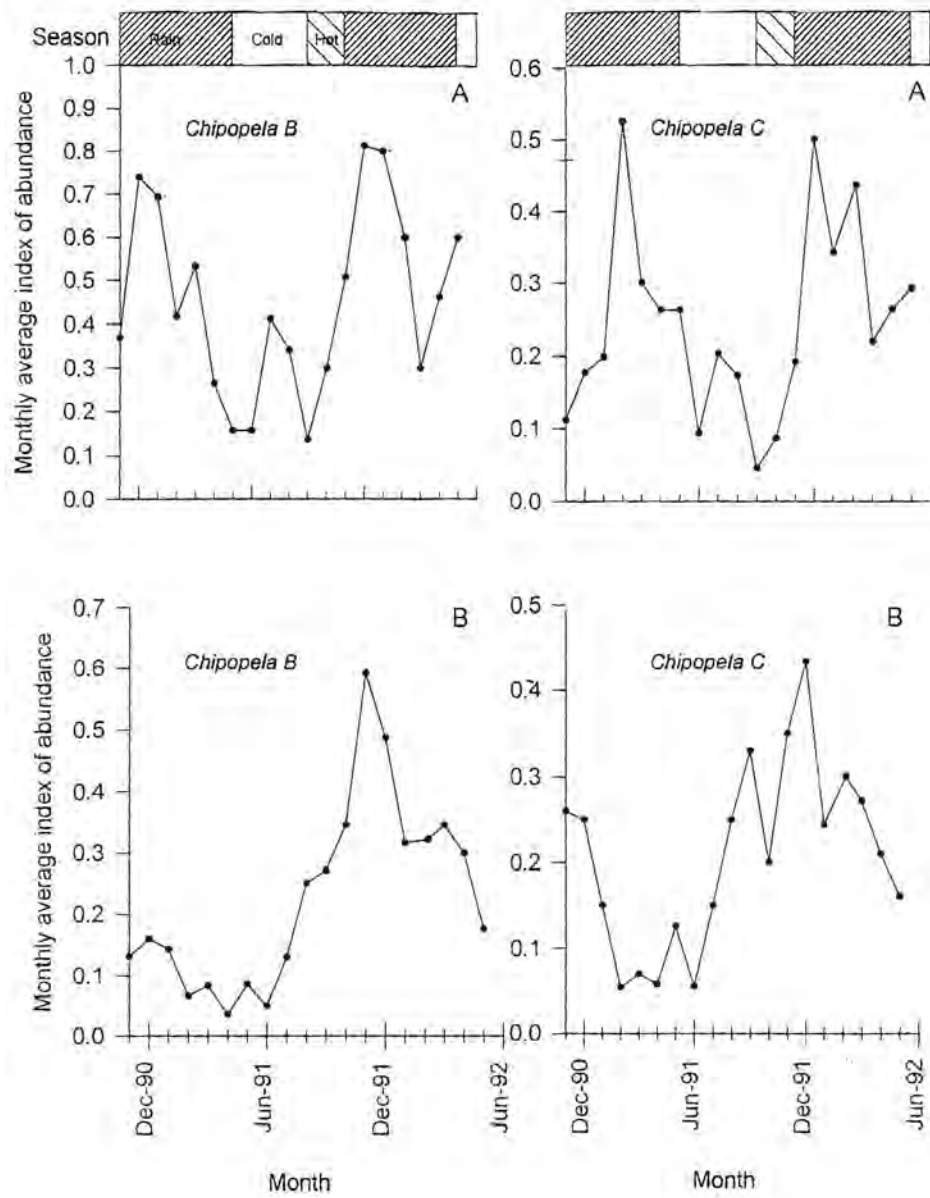 Season
Rain
Cold
Hot
A
Chipopela B
1.0
0.9
0.8
0.7
0.6
0.5
0.4
0.3
0.2
0.1
0.0
Monthly average index of abundance
A
Chipopela C
0.6
0.5
0.4
0.3
0.2
0.1
0.0
B
Chipopela B
0.7
0.6
0.5
0.4
0.3
0.2
0.1
0.0
Monthly average index of abundance
Dec-90
Jun-91
Dec-91
Jun-92
Month
B
Chipopela C
0.5
0.4
0.3
0.2
0.1
0.0
Dec-90
Jun-91
Dec-91
Jun-92
Month